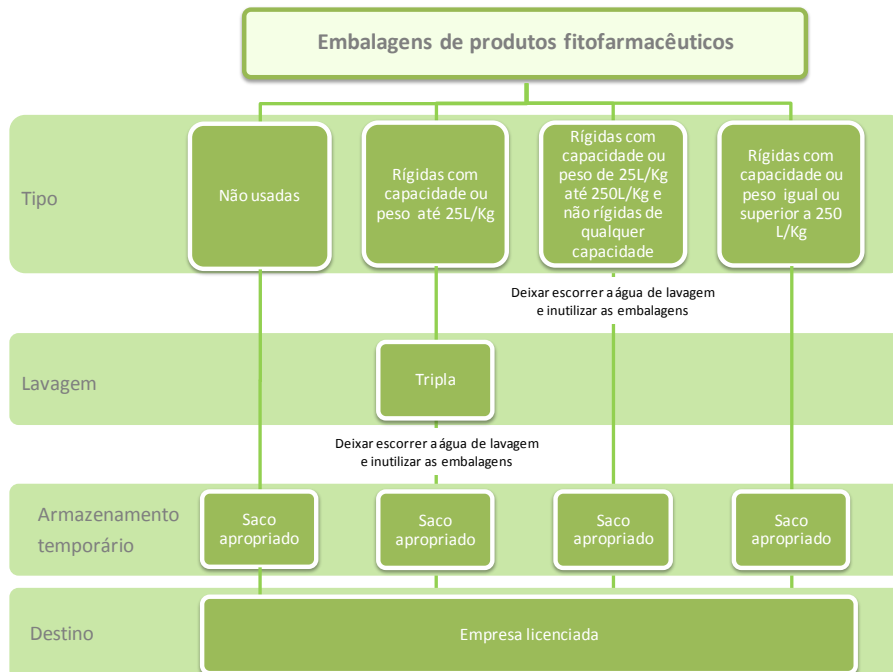 Embalagens de produtos fitofarmacêuticos
Tipo
Não usadas
Rígidas com
capacidade ou
peso até 25L/Kg
Rígidas com
capacidade ou
peso de 25L/Kg
até 250L/Kg e
não rígidas de
qualquer
capacidade
Rígidas com
capacidade ou
peso igual ou
superior a 250
L/Kg
Deixar escorrer a água de lavagem
e inutilizar as embalagens
Lavagem
Tripla
Deixar escorrer a água de lavagem
e inutilizar as embalagens
Armazenamento
temporário
Saco
apropriado
Saco
apropriado
Saco
apropriado
Saco
apropriado
Destino
Empresa licenciada